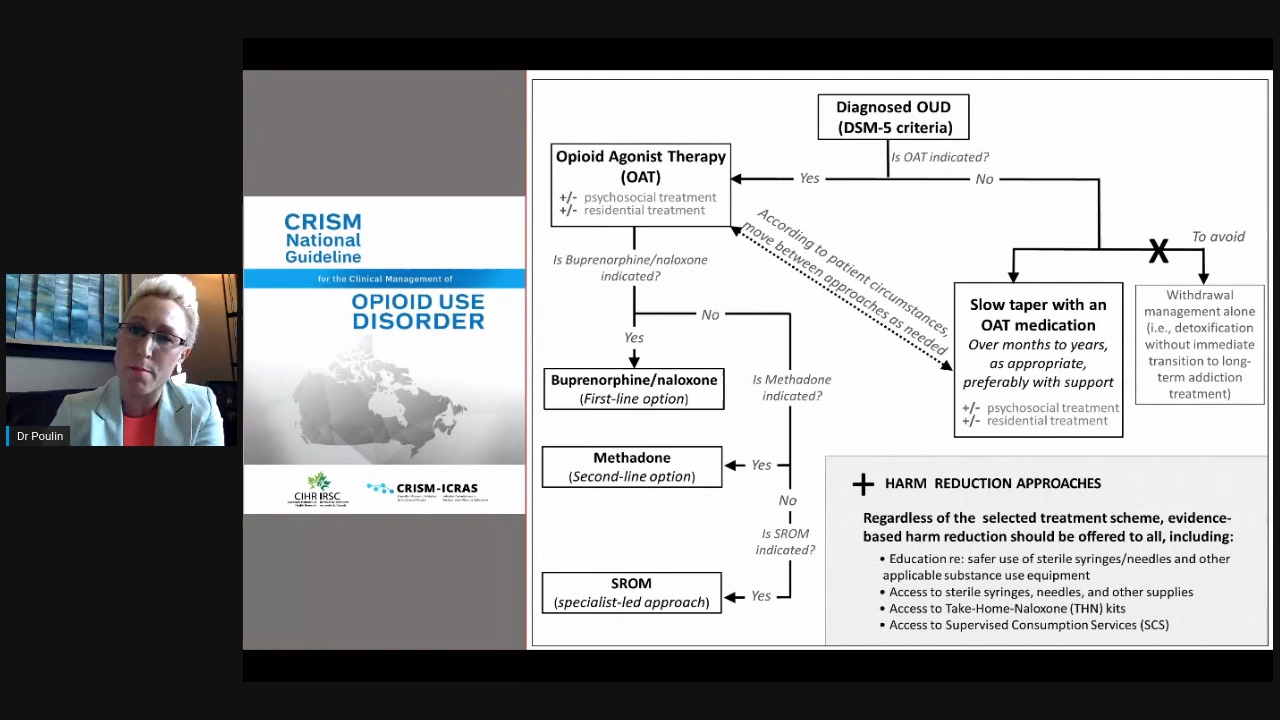 Dr Poulin
CRISM
National
Guideline
for the Clinical Management of
OPIOID USE
DISORDER
CIHR IRSC
CRISM-ICRAS
Diagnosed OUD
(DSM-5 criteria)
Is OAT indicated?
Yes
No
Opioid Agonist Therapy
(OAT)
+/- psychosocial treatment
+/- residential treatment
According to patient circumstances,
move between approaches as needed
To avoid
X
Is Buprenorphine/naloxone
indicated?
No
Yes
Buprenorphine/naloxone
(First-line option)
Is Methadone
indicated?
Methadone
(Second-line option)
Yes
No
Is SROM
indicated?
SROM
(specialist-led approach)
Yes
Slow taper with an
OAT medication
Over months to years,
as appropriate,
preferably with support
+/- psychosocial treatment
+/- residential treatment
Withdrawal
management alone
(i.e., detoxification
without immediate
transition to long-
term addiction
treatment)
+ HARM REDUCTION APPROACHES
Regardless of the selected treatment scheme, evidence-
based harm reduction should be offered to all, including:
• Education re: safer use of sterile syringes/needles and other
applicable substance use equipment
• Access to sterile syringes, needles, and other supplies
• Access to Take-Home-Naloxone (THN) kits
• Access to Supervised Consumption Services (SCS)